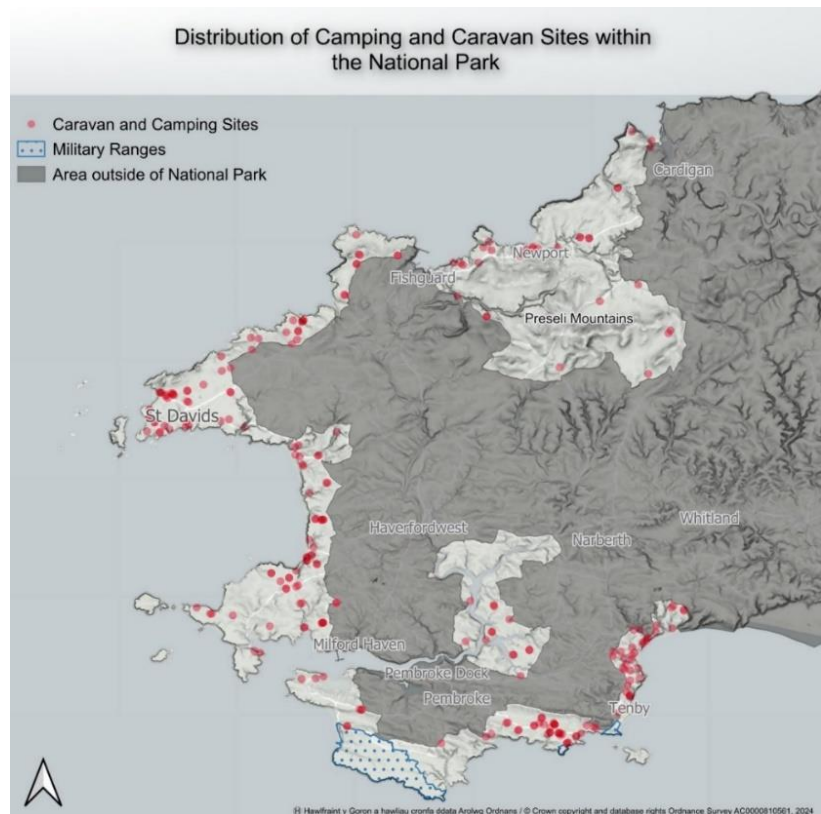 Distribution of Camping and Caravan Sites within
the National Park
Caravan and Camping Sites
Military Ranges
Area outside of National Park
Cardigan
Newport
Fishguard
Preseli Mountains
St Davids
Haverfordwest
Whitland
Narberth
Milford Haven
Pembroke Dock
Pembroke
Tenby
(H) Hawlfraint y Goron a hawliau cronfa ddata Arolwg Ordnans / © Crown copyright and database rights Ordnance Survey AC0000810561. 2024